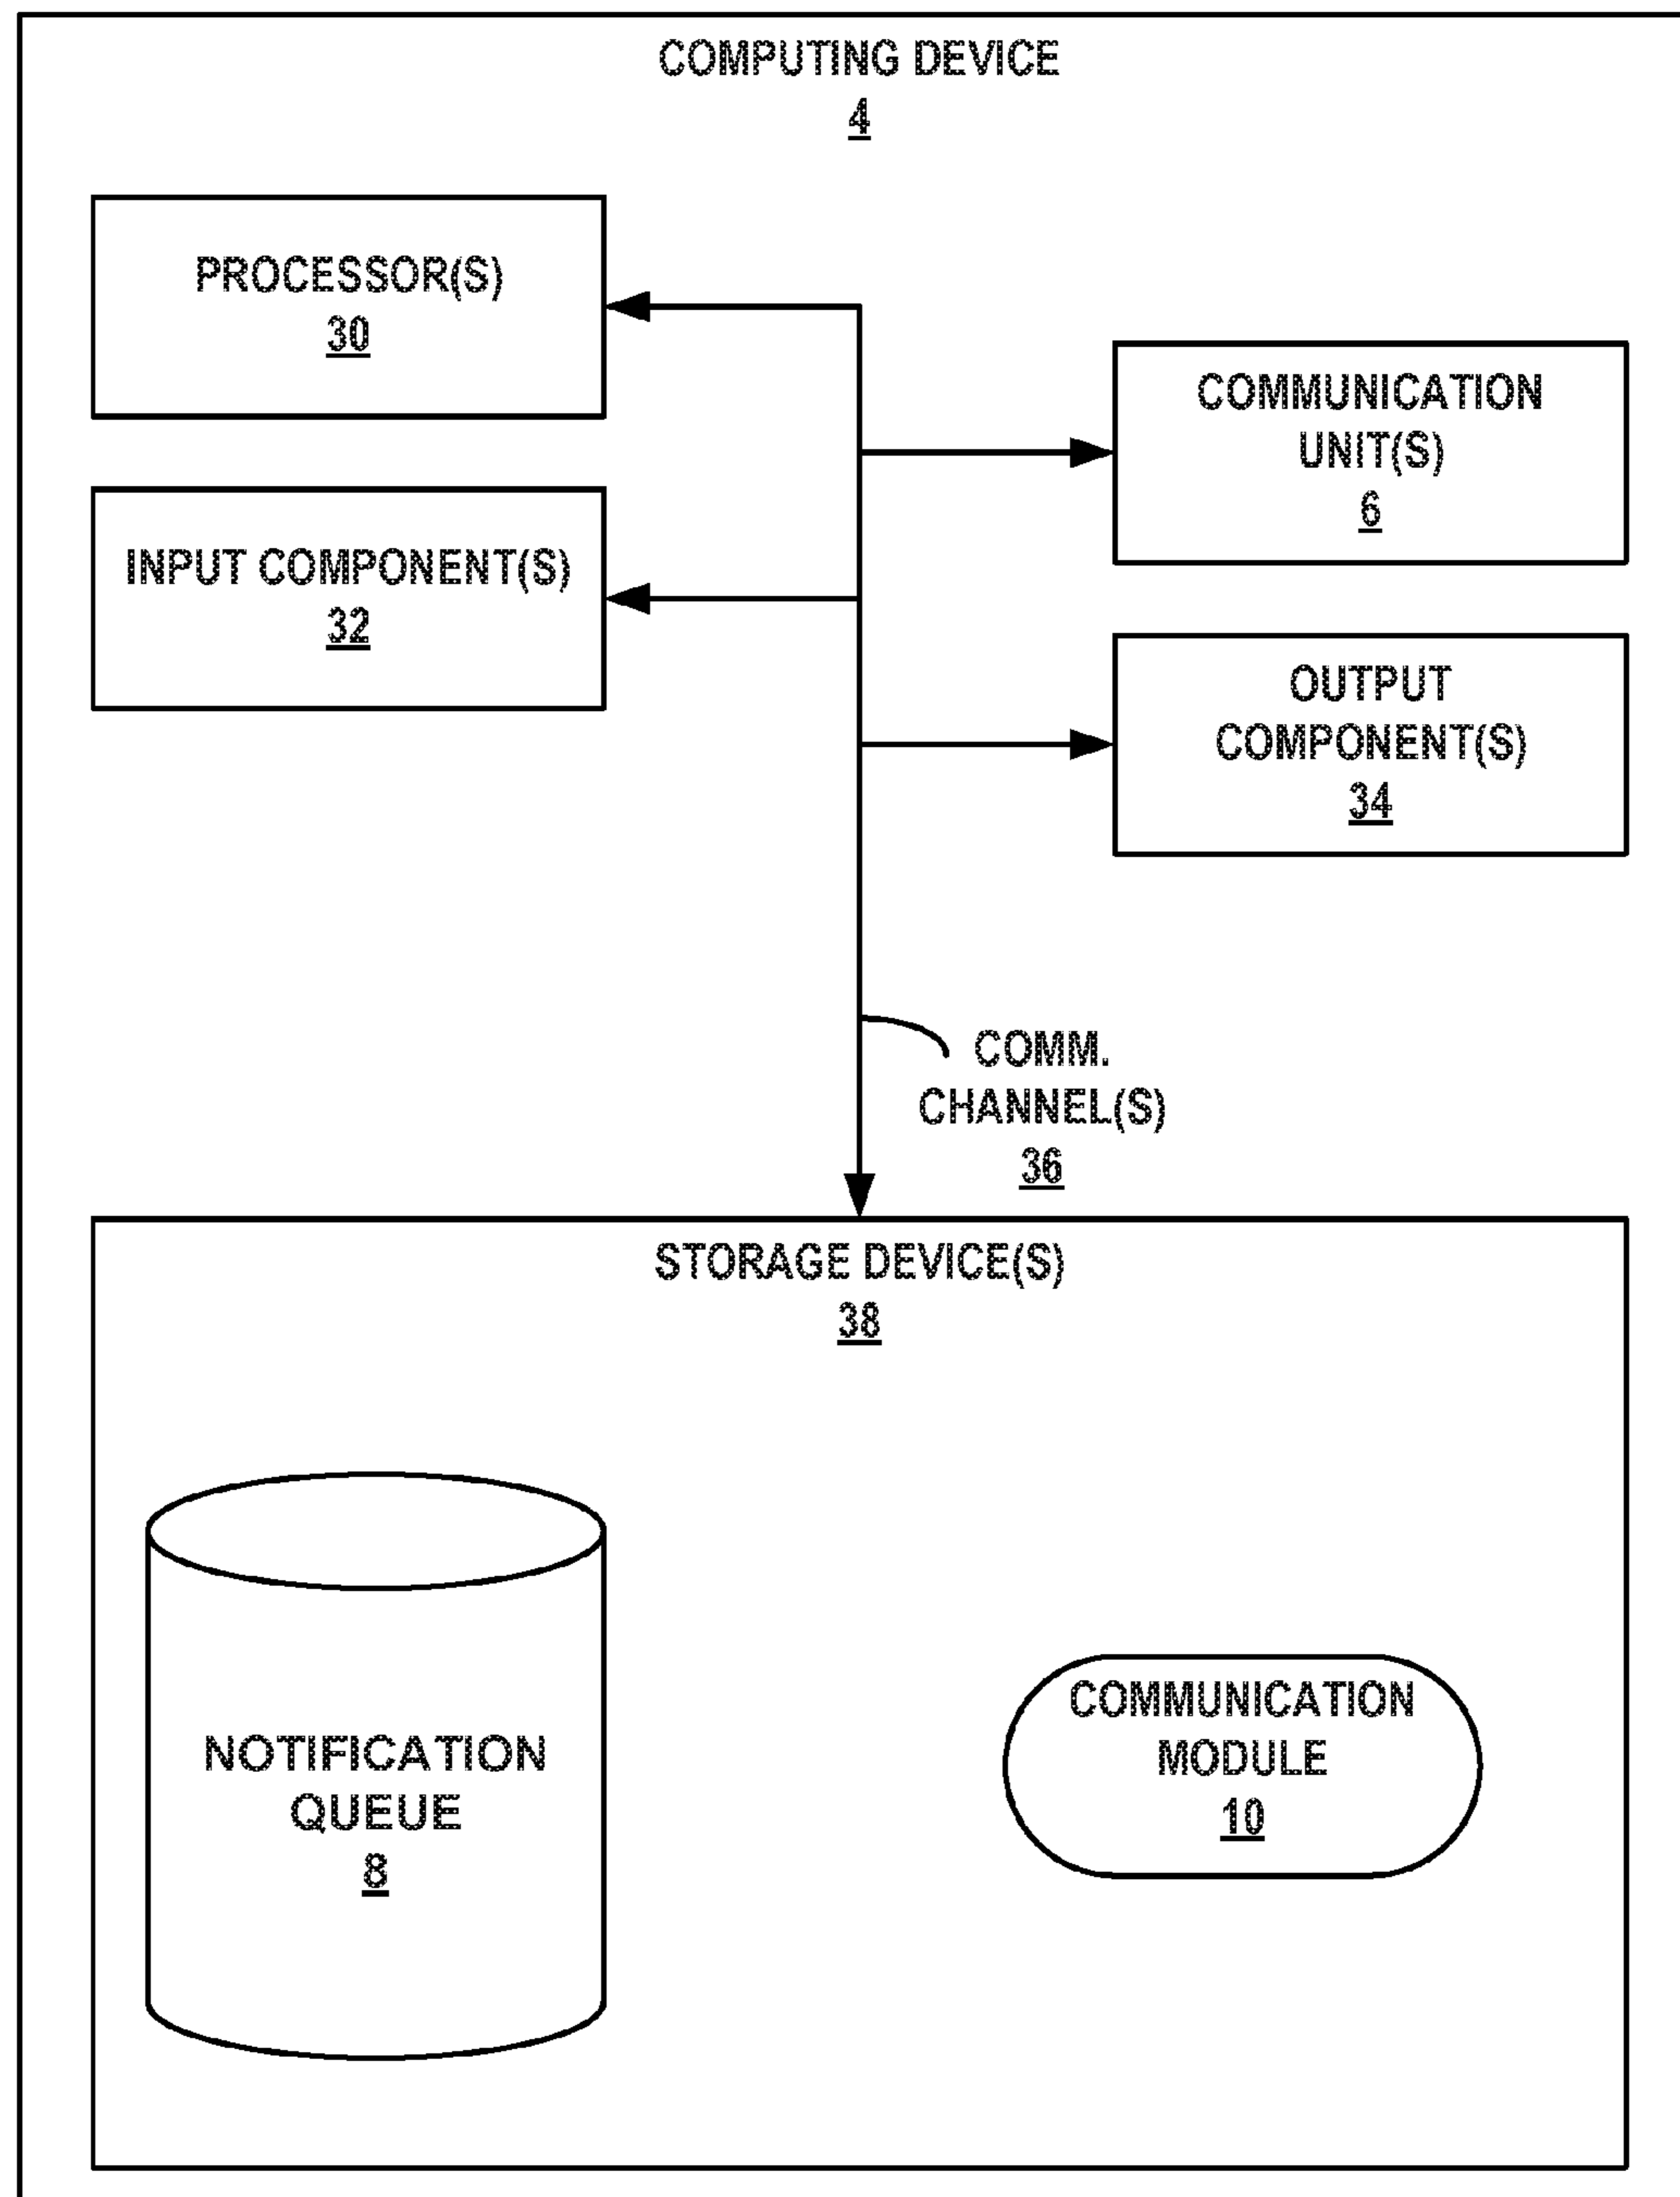 COMPUTING DEVICE
4
PROCESSOR(S)
30
COMMUNICATION
UNIT(S)
6
INPUT COMPONENT(S)
32
OUTPUT
COMPONENT(S)
34
COMM.
CHANNEL(S)
36
STORAGE DEVICE(S)
38
NOTIFICATION
QUEUE
8
COMMUNICATION
MODULE
10